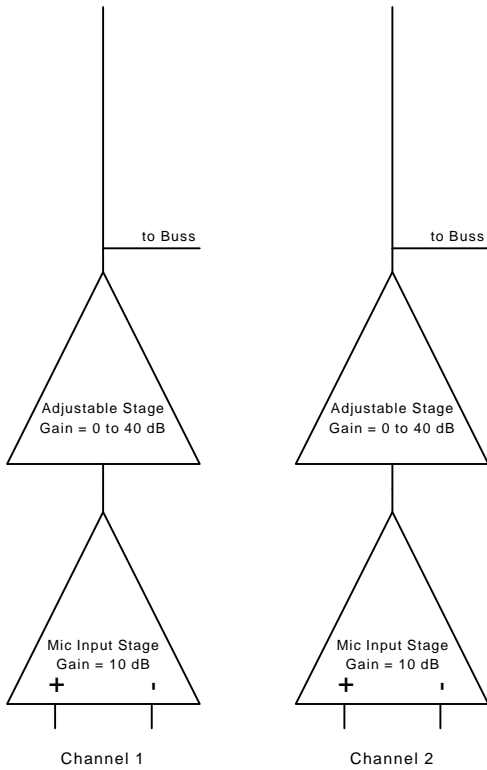 to Buss
to Buss
Adjustable Stage
Gain = 0 to 40 dB
Adjustable Stage
Gain = 0 to 40 dB
Mic Input Stage
Gain = 10 dB
+ -
Mic Input Stage
Gain = 10 dB
+ -
Channel 1
Channel 2